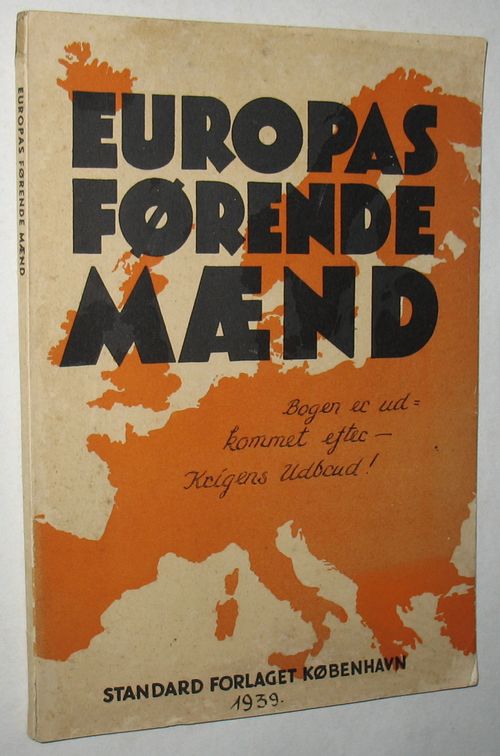 EUROPAS FØRENDE MÆND
EUROPAS
FØRENDE
MÆND
Bogen er ud=
kommet efter —
Krigens Udbrud!
STANDARD FORLAGET KØBENHAVN
1939.